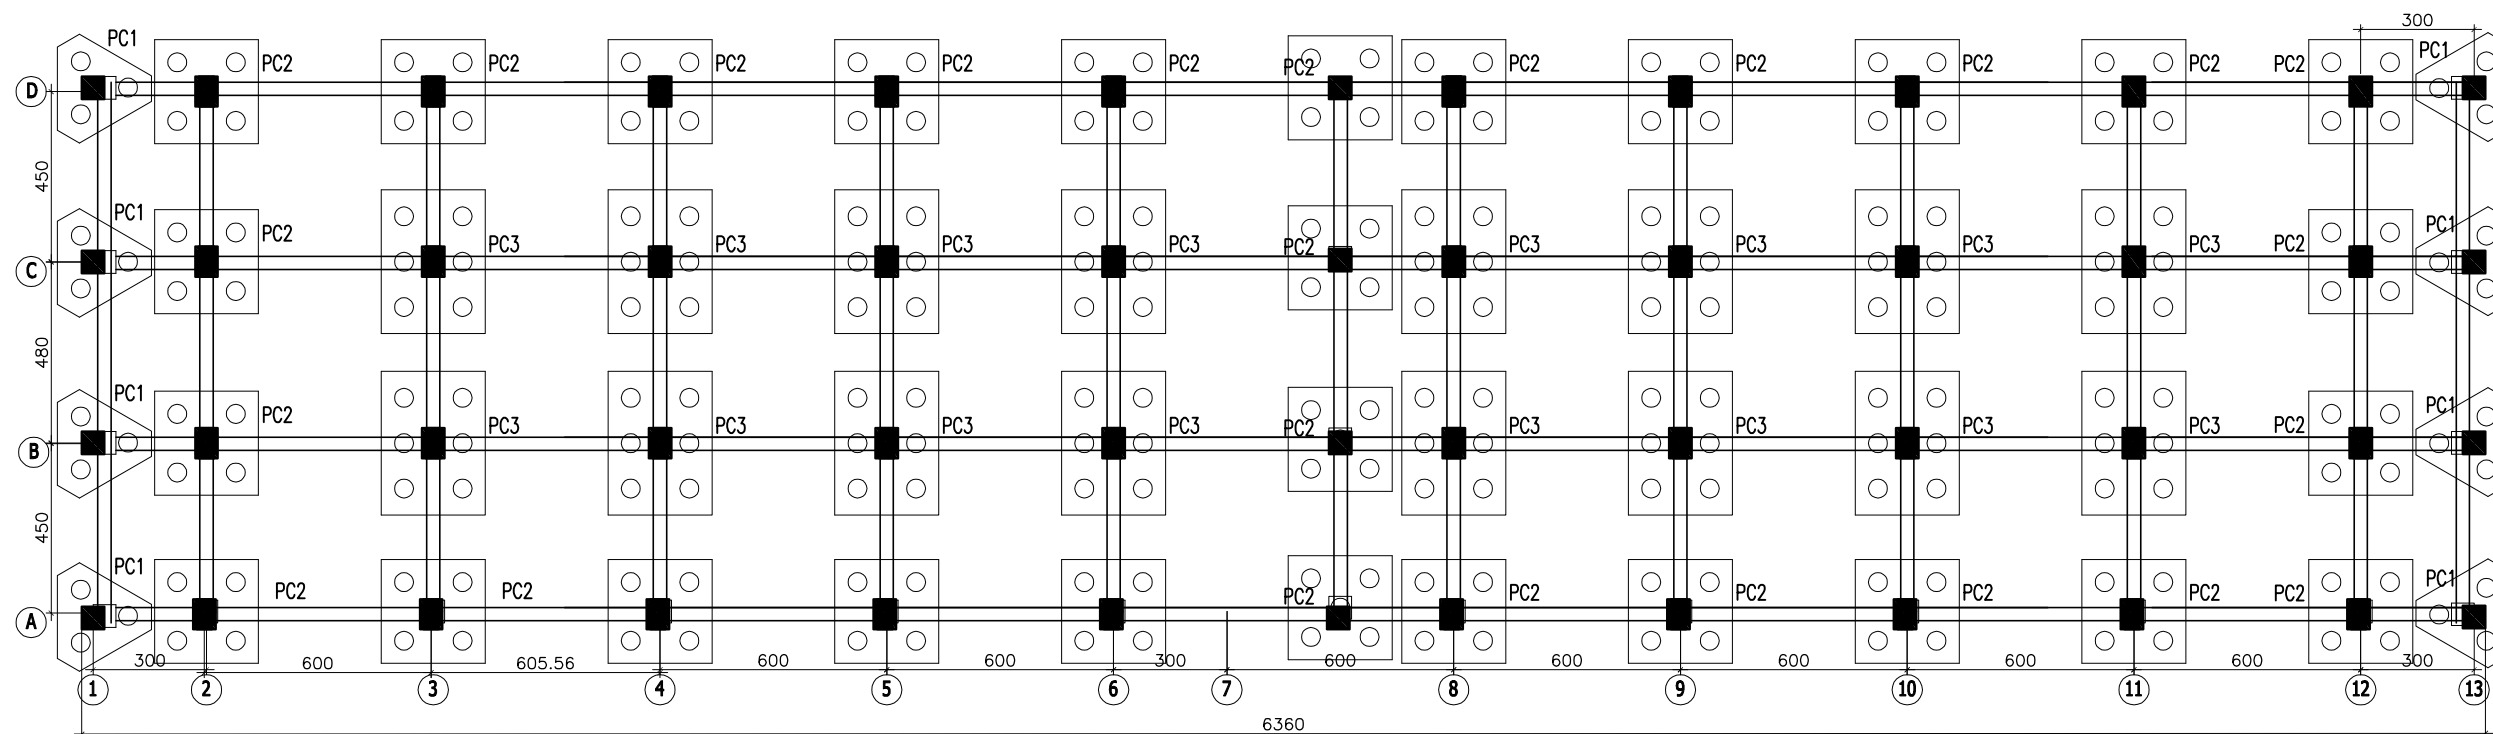 300
PC1 PC2 PC2 PC2 PC2 PC2 PC2 PC2 PC2 PC2 PC2 PC2 PC1
D
450
PC1 PC2 PC3 PC3 PC3 PC3 PC2 PC3 PC3 PC3 PC3 PC2 PC1
C
480
PC1 PC2 PC3 PC3 PC3 PC3 PC2 PC3 PC3 PC3 PC3 PC2 PC1
B
450
PC1 PC2 PC2 PC2 PC2 PC2 PC2 PC2 PC2 PC2 PC1
A
300 600 605.56 600 600 300 600 600 600 600 600 300
1 2 3 4 5 6 7 8 9 10 11 12 13
6360